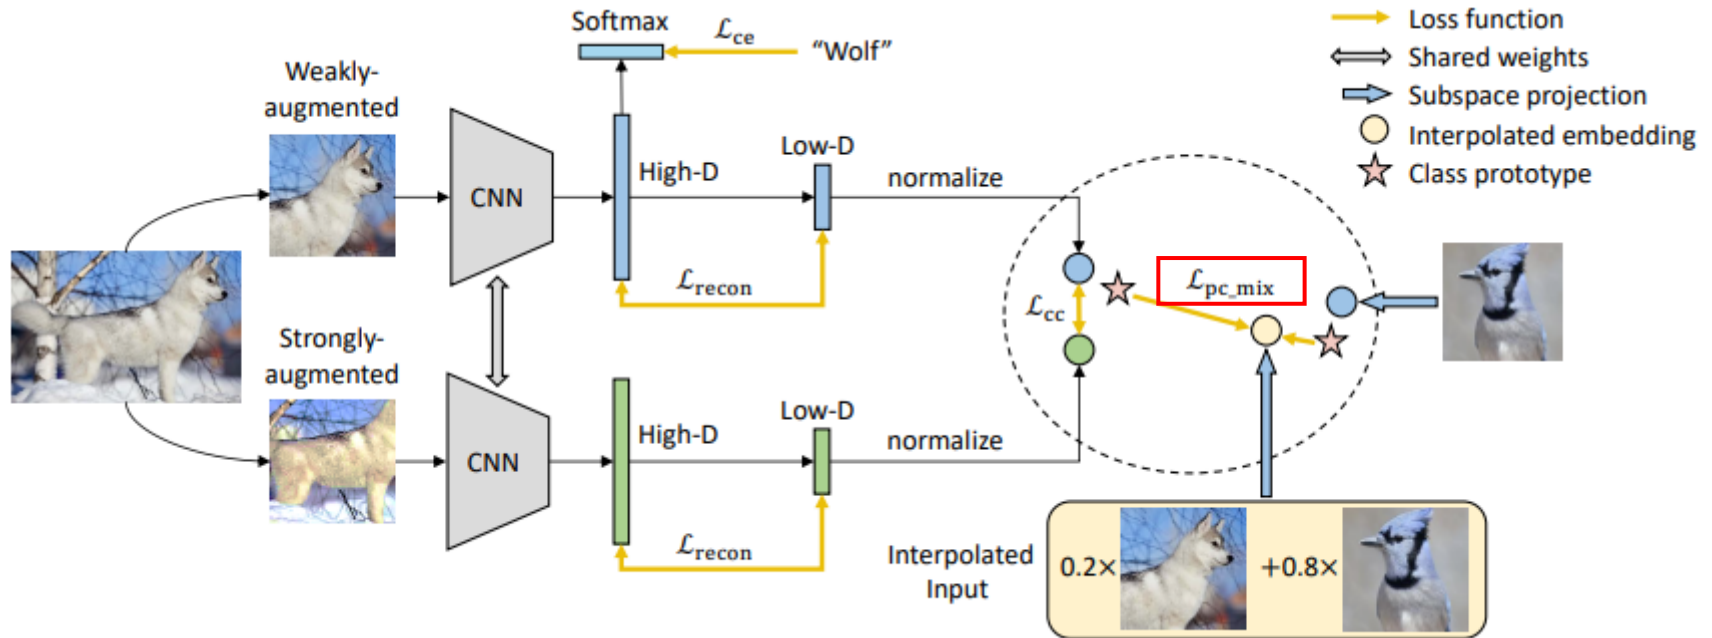 Softmax
ℒce
“Wolf”
Loss function
Shared weights
Subspace projection
Interpolated embedding
Class prototype
Weakly-
augmented
CNN
High-D
Low-D
normalize
ℒrecon
ℒcc
ℒpc_mix
Strongly-
augmented
CNN
High-D
Low-D
normalize
ℒrecon
Interpolated
Input
0.2×
+0.8×